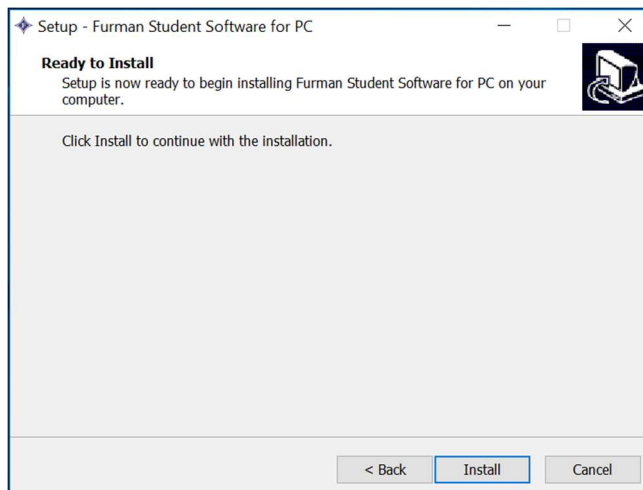 Setup - Furman Student Software for PC
Ready to Install
Setup is now ready to begin installing Furman Student Software for PC on your
computer.
Click Install to continue with the installation.
< Back Install Cancel